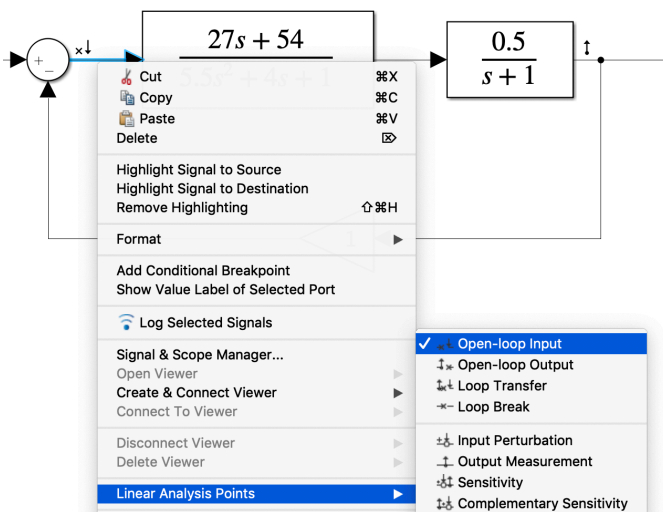 27s + 54
5.5s² + 4s + 1
0.5
s + 1
+
−
1
Cut ⌘X
Copy ⌘C
Paste ⌘V
Delete ⌦
Highlight Signal to Source
Highlight Signal to Destination
Remove Highlighting ⇧⌘H
Format
Add Conditional Breakpoint
Show Value Label of Selected Port
Log Selected Signals
Signal & Scope Manager...
Open Viewer
Create & Connect Viewer
Connect To Viewer
Disconnect Viewer
Delete Viewer
Linear Analysis Points
Open-loop Input
Open-loop Output
Loop Transfer
Loop Break
Input Perturbation
Output Measurement
Sensitivity
Complementary Sensitivity